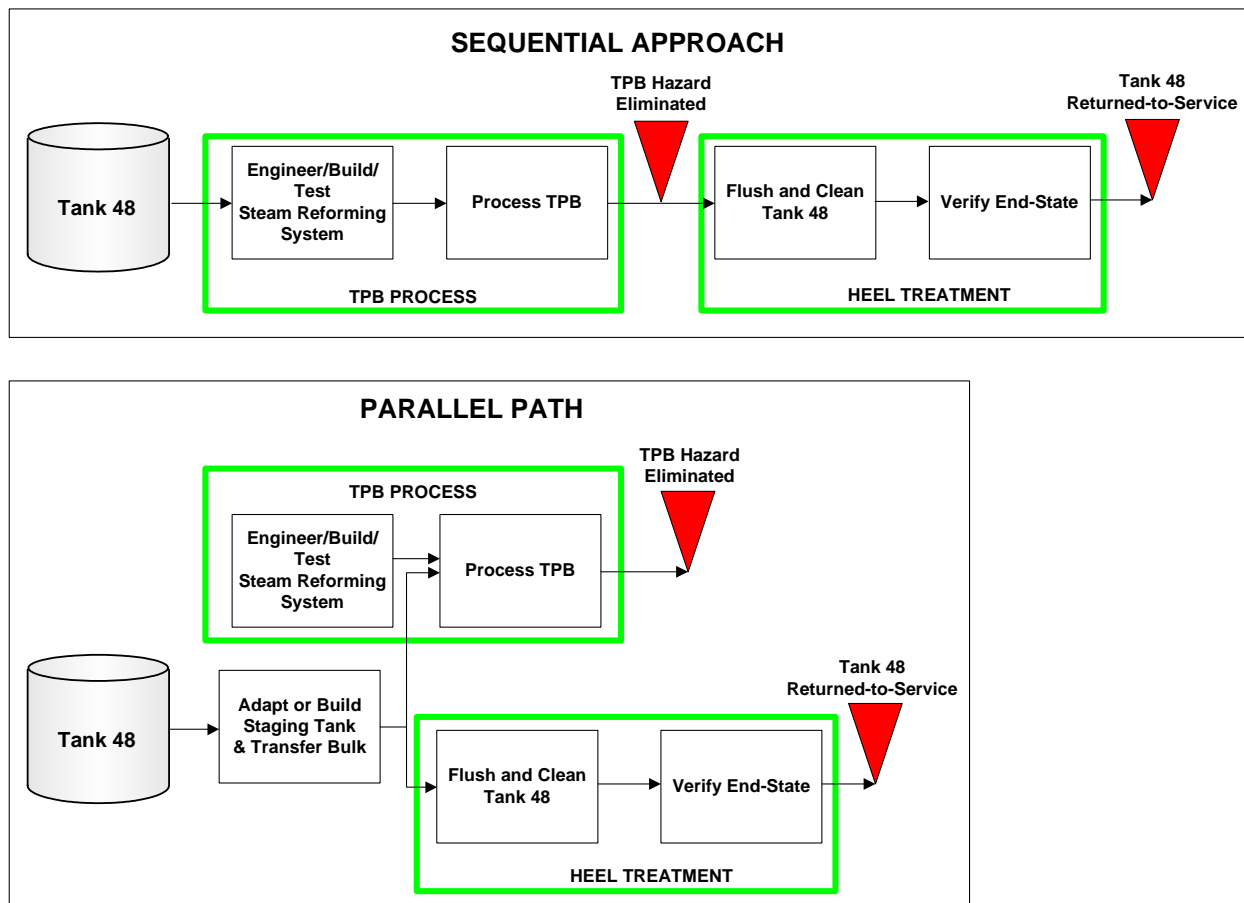 SEQUENTIAL APPROACH
TPB Hazard
Eliminated
Tank 48
Returned-to-Service
Tank 48
Engineer/Build/
Test
Steam Reforming
System
Process TPB
Flush and Clean
Tank 48
Verify End-State
TPB PROCESS
HEEL TREATMENT
PARALLEL PATH
TPB Hazard
Eliminated
TPB PROCESS
Engineer/Build/
Test
Steam Reforming
System
Process TPB
Tank 48
Returned-to-Service
Tank 48
Adapt or Build
Staging Tank
& Transfer Bulk
Flush and Clean
Tank 48
Verify End-State
HEEL TREATMENT